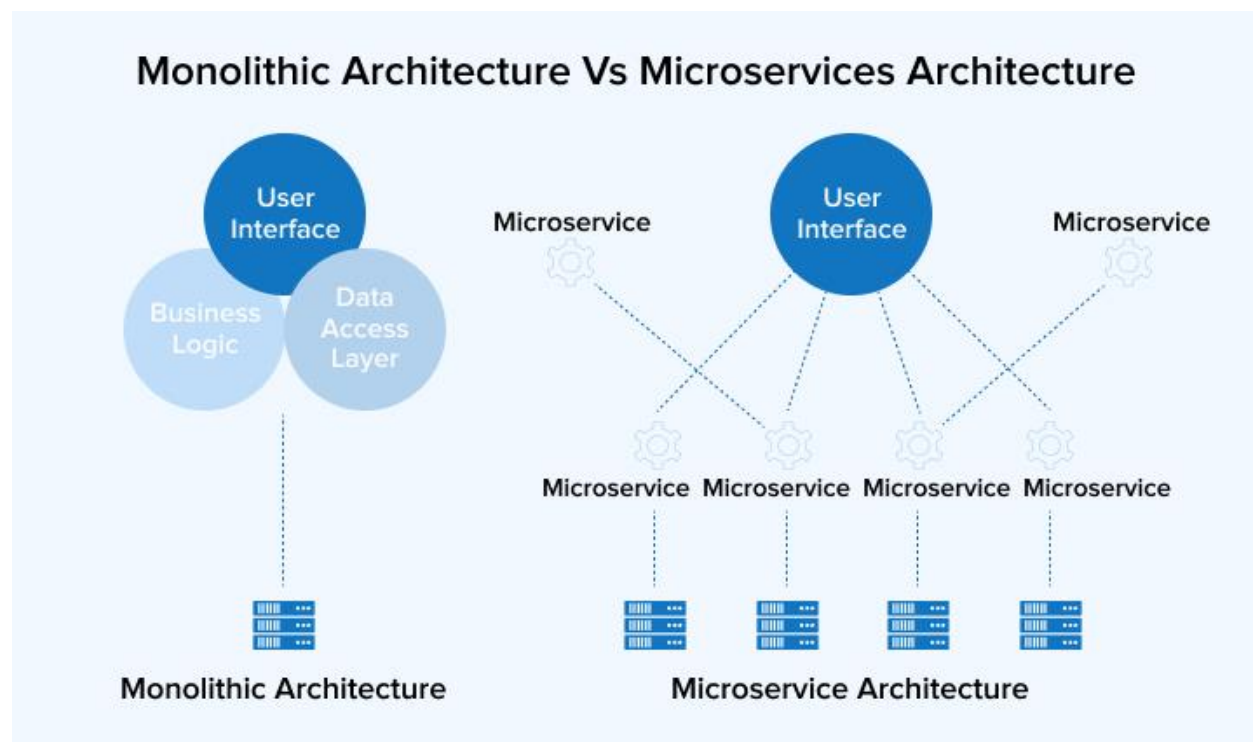 Monolithic Architecture Vs Microservices Architecture
User
Interface
Business
Logic
Data
Access
Layer
Monolithic Architecture
Microservice
User
Interface
Microservice
Microservice Microservice Microservice Microservice
Microservice Architecture